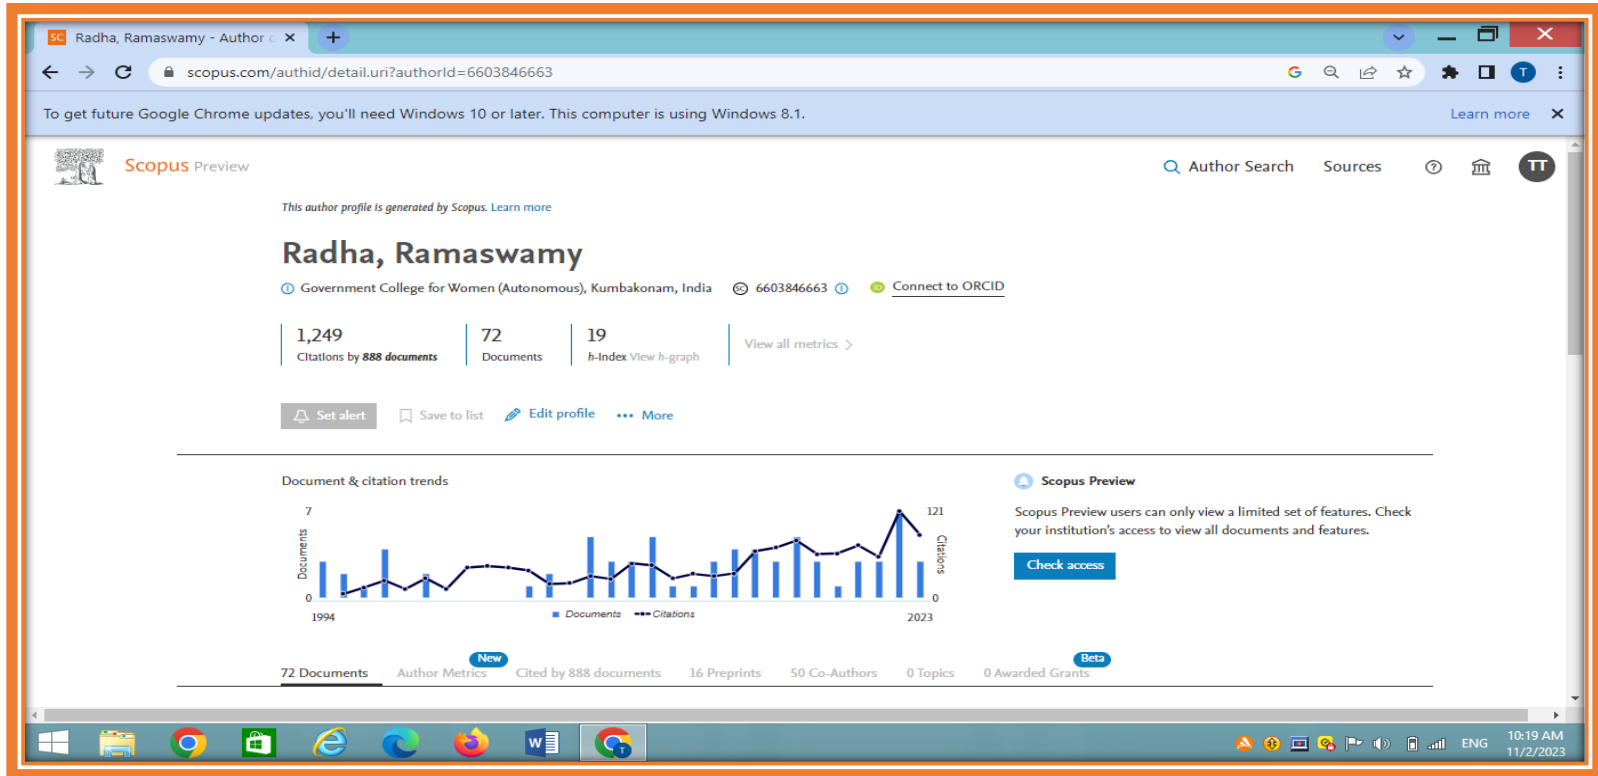 SC Radha, Ramaswamy - Author c × +
scopus.com/authid/detail.uri?authorId=6603846663
G T
To get future Google Chrome updates, you'll need Windows 10 or later. This computer is using Windows 8.1. Learn more ×
Scopus Preview
Author Search Sources TT
This author profile is generated by Scopus. Learn more
Radha, Ramaswamy
Government College for Women (Autonomous), Kumbakonam, India SC 6603846663 iD Connect to ORCID
1,249 72 19
Citations by 888 documents Documents h-Index View h-graph View all metrics >
Set alert Save to list Edit profile ••• More
Document & citation trends
7 121
Documents Citations
0 0
1994 2023
Documents Citations
Scopus Preview
Scopus Preview users can only view a limited set of features. Check
your institution's access to view all documents and features.
Check access
New Beta
72 Documents Author Metrics Cited by 888 documents 16 Preprints 50 Co-Authors 0 Topics 0 Awarded Grants
ENG 10:19 AM
11/2/2023